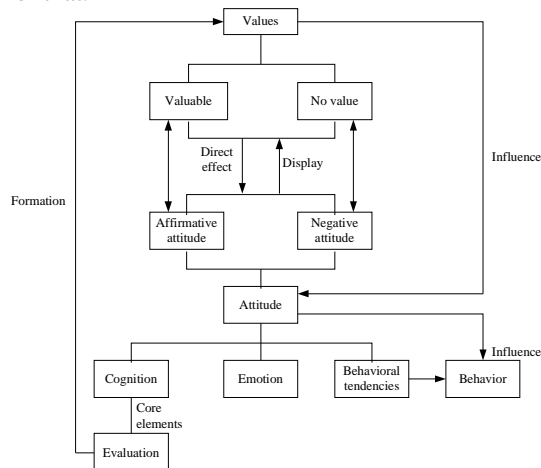 Values
Valuable
No value
Direct
effect
Display
Influence
Formation
Affirmative
attitude
Negative
attitude
Attitude
Influence
Cognition
Emotion
Behavioral
tendencies
Behavior
Core
elements
Evaluation